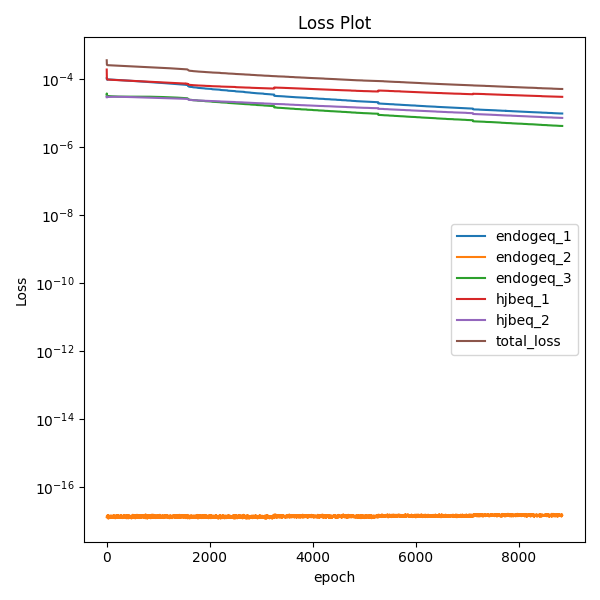 Loss Plot
Loss
10⁻⁴
10⁻⁶
10⁻⁸
10⁻¹⁰
10⁻¹²
10⁻¹⁴
10⁻¹⁶
endogeq_1
endogeq_2
endogeq_3
hjbeq_1
hjbeq_2
total_loss
0 2000 4000 6000 8000
epoch